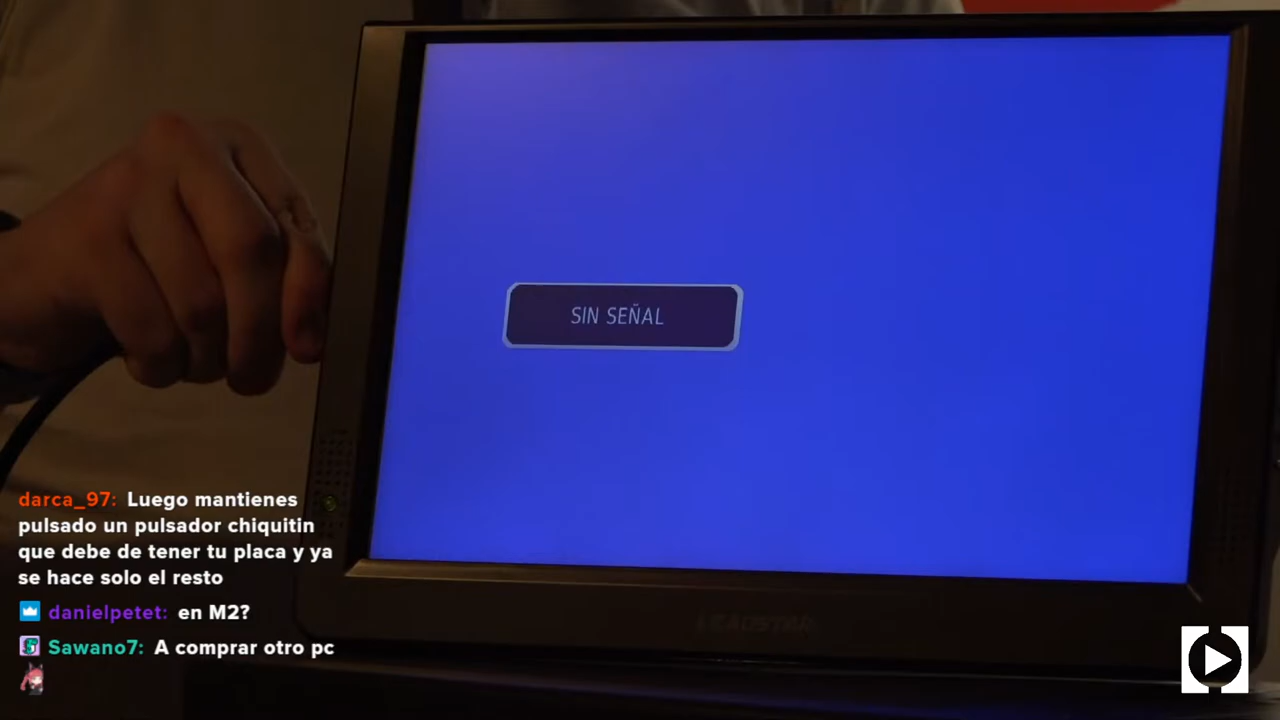 SIN SEÑAL
darca_97: Luego mantienes
pulsado un pulsador chiquitin
que debe de tener tu placa y ya
se hace solo el resto
danielpetet: en M2?
Sawano7: A comprar otro pc